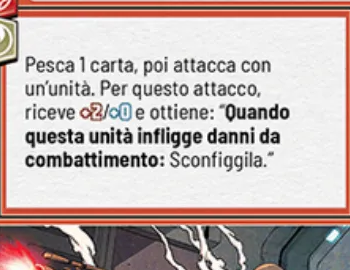 Pesca 1 carta, poi attacca con
un'unità. Per questo attacco,
riceve +2/+0 e ottiene: "Quando
questa unità infligge danni da
combattimento: Sconfiggila."